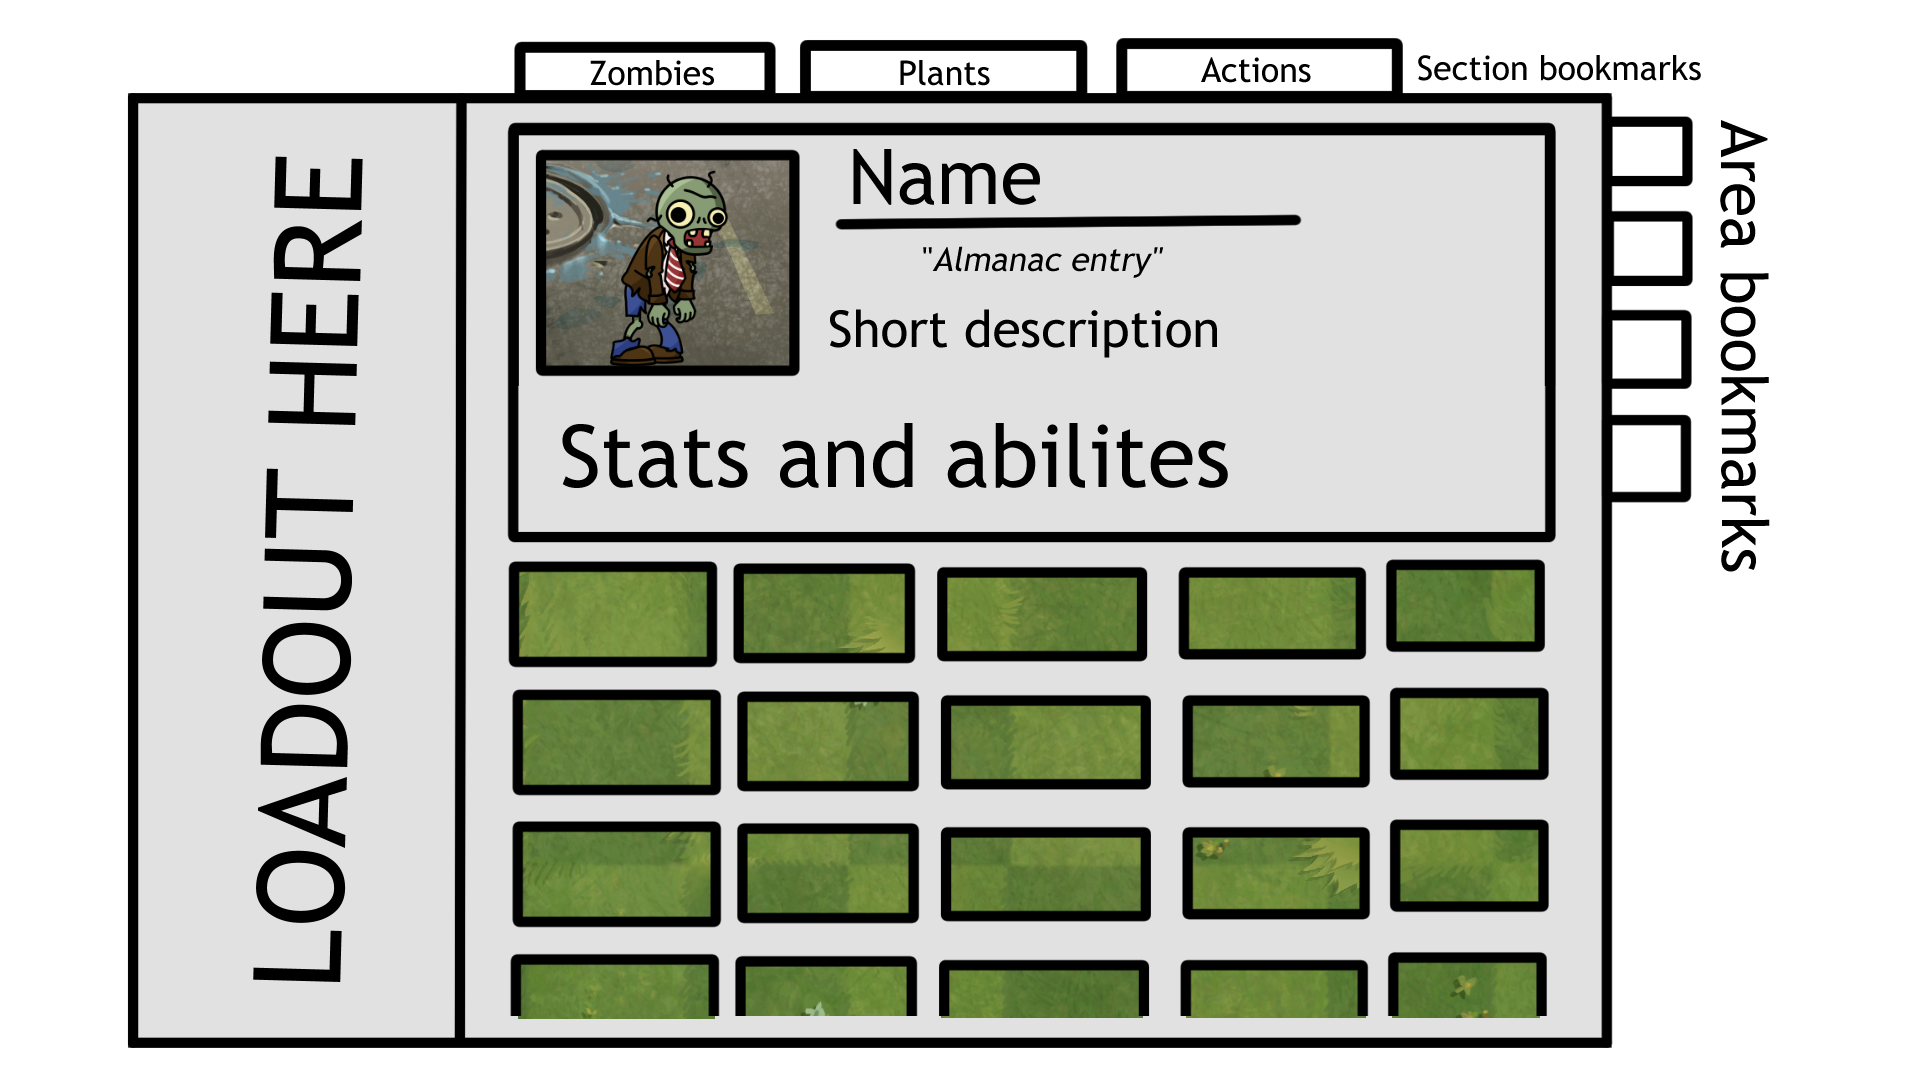 Zombies
Plants
Actions
Section bookmarks
LOADOUT HERE
Name
"Almanac entry"
Short description
Stats and abilites
Area bookmarks